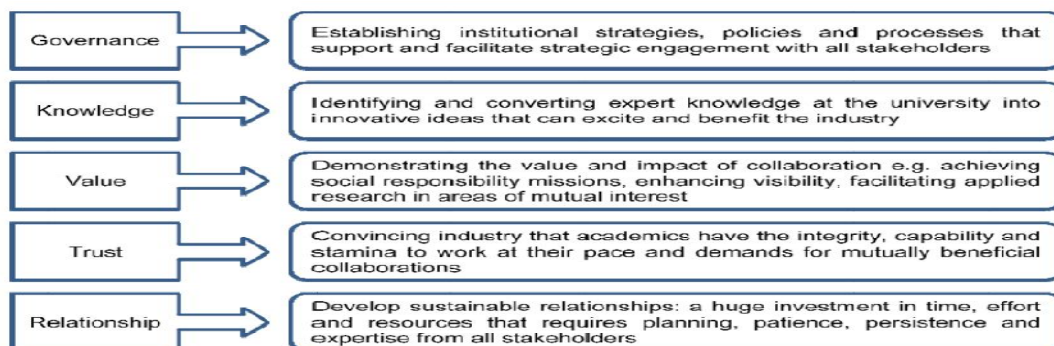 Governance
Establishing institutional strategies, policies and processes that
support and facilitate strategic engagement with all stakeholders
Knowledge
Identifying and converting expert knowledge at the university into
innovative ideas that can excite and benefit the industry
Value
Demonstrating the value and impact of collaboration e.g. achieving
social responsibility missions, enhancing visibility, facilitating applied
research in areas of mutual interest
Trust
Convincing industry that academics have the integrity, capability and
stamina to work at their pace and demands for mutually beneficial
collaborations
Relationship
Develop sustainable relationships: a huge investment in time, effort
and resources that requires planning, patience, persistence and
expertise from all stakeholders